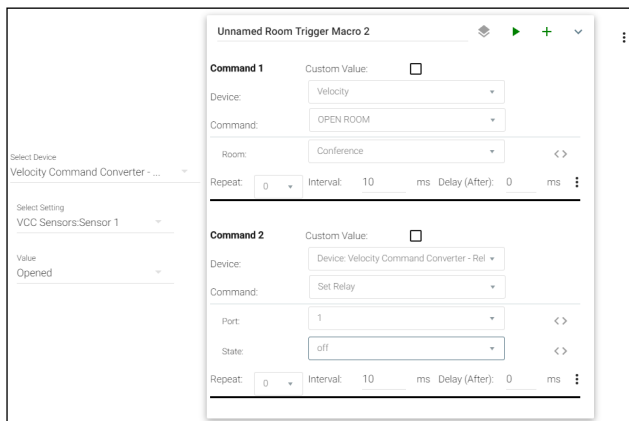 Unnamed Room Trigger Macro 2
Command 1 Custom Value:
Device: Velocity
Command: OPEN ROOM
Room: Conference < >
Repeat: 0 Interval: 10 ms Delay (After): 0 ms
Select Device
Velocity Command Converter - ...
Select Setting
VCC Sensors:Sensor 1
Value
Opened
Command 2 Custom Value:
Device: Device: Velocity Command Converter - Rel
Command: Set Relay
Port: 1 < >
State: off < >
Repeat: 0 Interval: 10 ms Delay (After): 0 ms